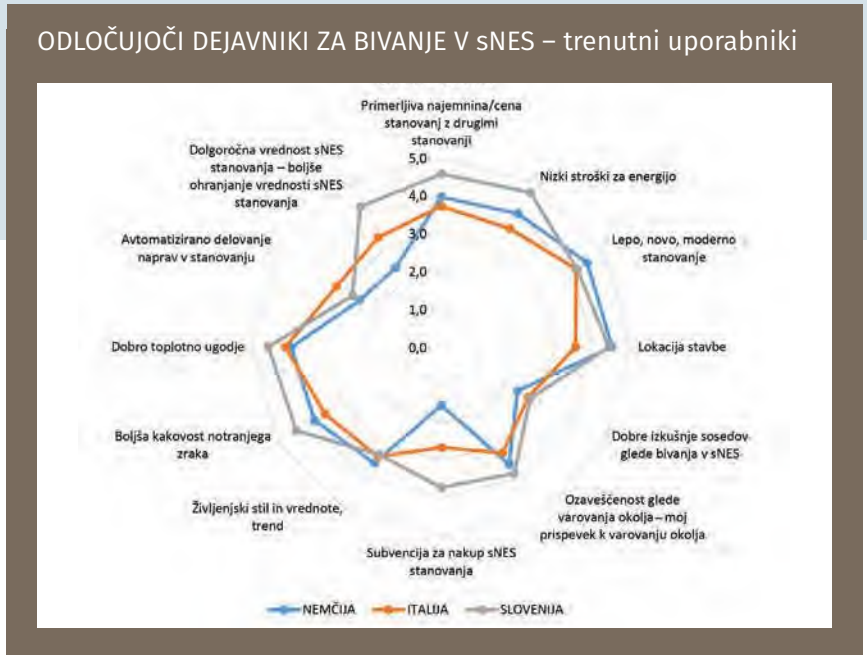 ODLOČUJOČI DEJAVNIKI ZA BIVANJE V sNES – trenutni uporabniki
Primerljiva najemnina/cena
stanovanj z drugimi
stanovanji
Nizki stroški za energijo
Lepo, novo, moderno
stanovanje
Lokacija stavbe
Dobre izkušnje sosedov
glede bivanja v sNES
Ozaveščenost glede
varovanja okolja – moj
prispevek k varovanju okolja
Subvencija za nakup sNES
stanovanja
Življenjski stil in vrednote,
trend
Boljša kakovost notranjega
zraka
Dobro toplotno ugodje
Avtomatizirano delovanje
naprav v stanovanju
Dolgoročna vrednost sNES
stanovanja – boljše
ohranjanje vrednosti sNES
stanovanja
5,0
4,0
3,0
2,0
1,0
0,0
NEMČIJA ITALIJA SLOVENIJA